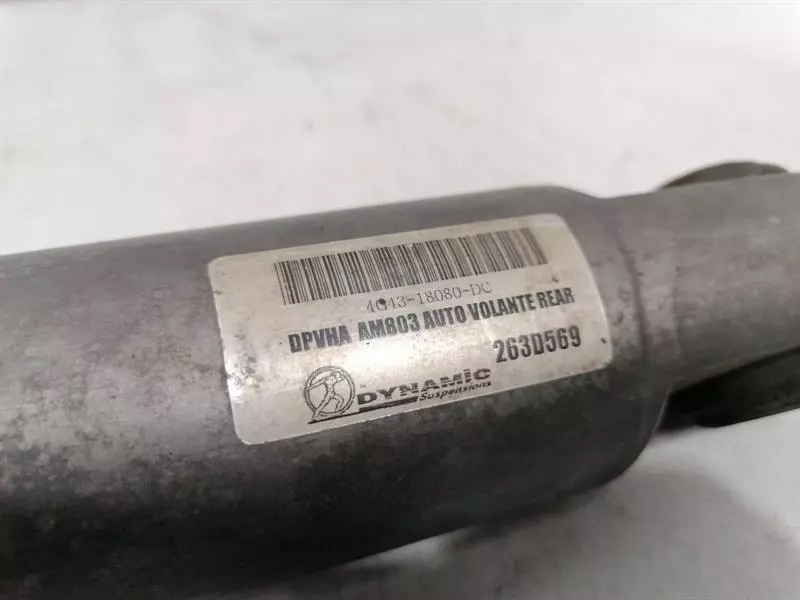 4G43-18080-DC
DPVHA AM803 AUTO VOLANTE REAR
263D569
DYNAMiC
Suspensions